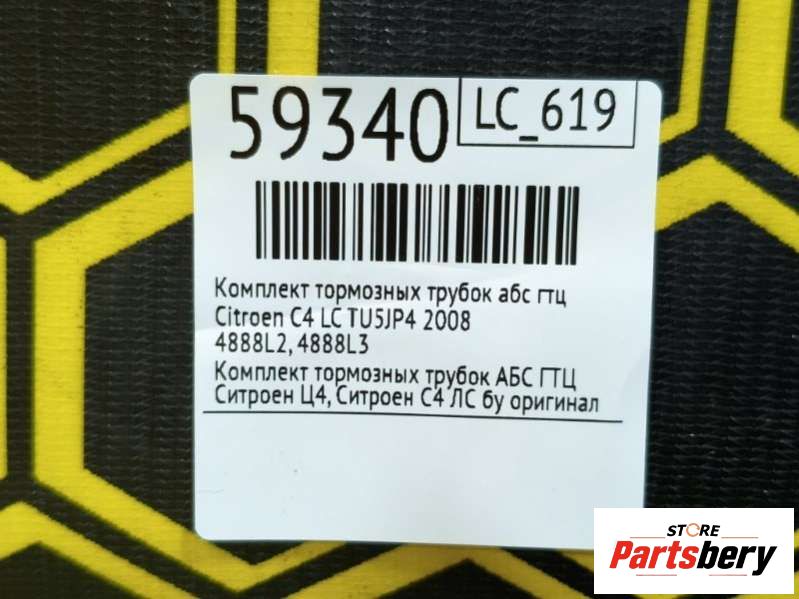 59340
LC_619
Комплект тормозных трубок абс гтц
Citroen C4 LC TU5JP4 2008
4888L2, 4888L3
Комплект тормозных трубок АБС ГТЦ
Ситроен Ц4, Ситроен С4 ЛС бу оригинал
STORE
Partsbery